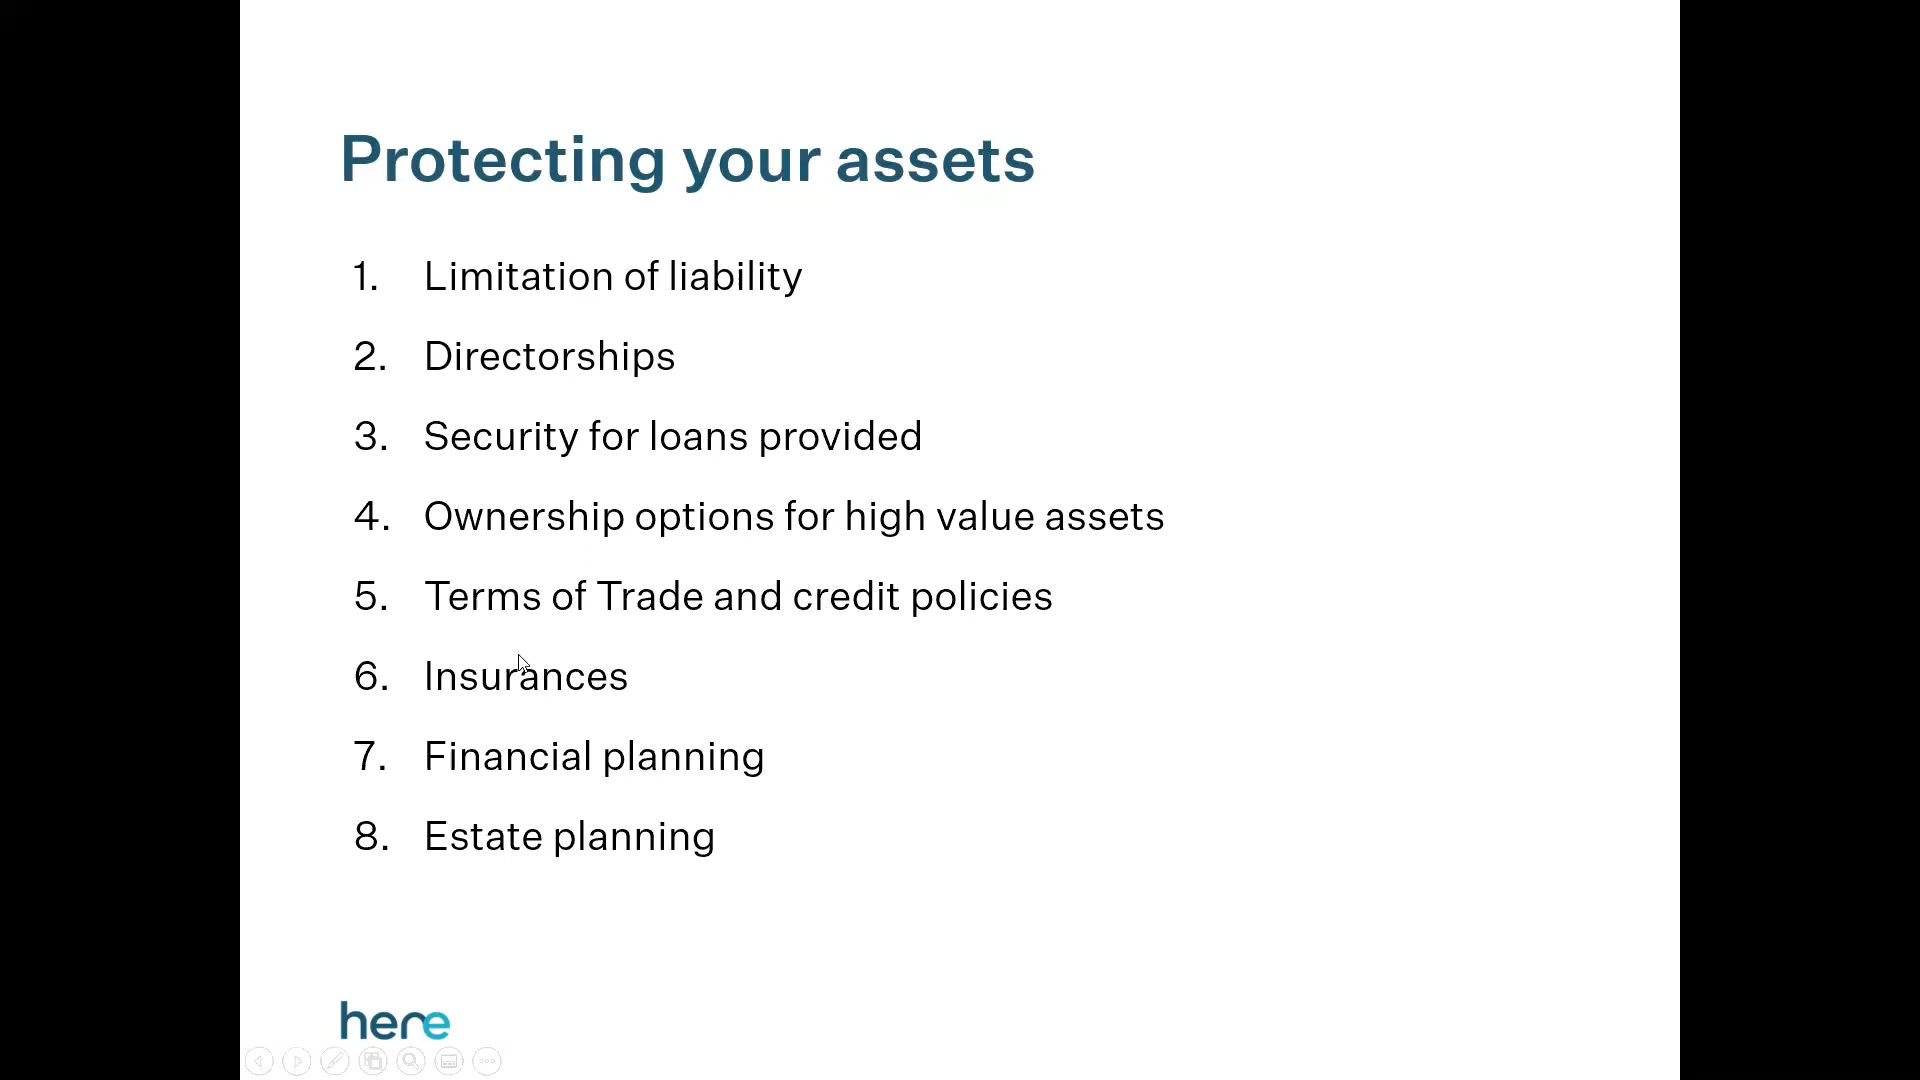 Protecting your assets
1. Limitation of liability
2. Directorships
3. Security for loans provided
4. Ownership options for high value assets
5. Terms of Trade and credit policies
6. Insurances
7. Financial planning
8. Estate planning
here